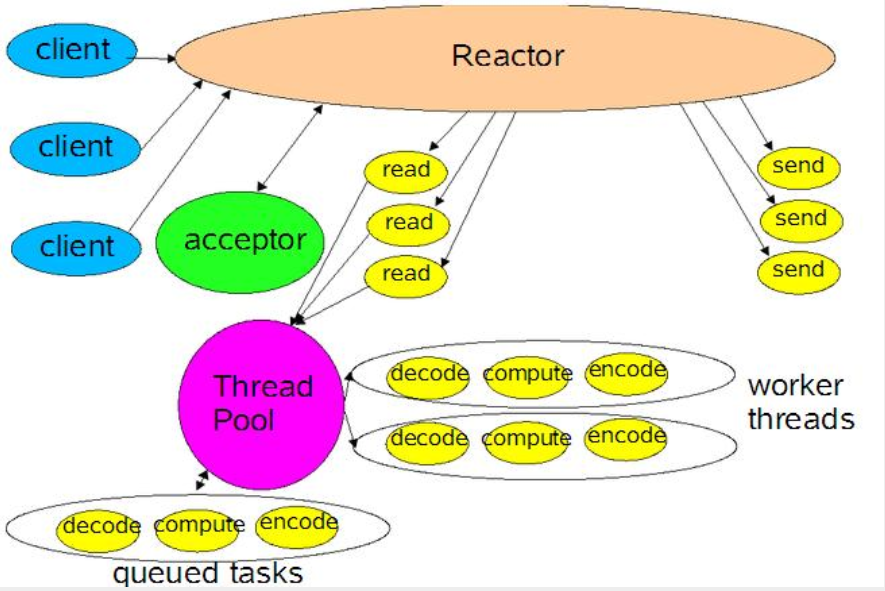 client
Reactor
client
read
send
client
acceptor
read
send
read
send
Thread
Pool
decode compute encode
worker
threads
decode compute encode
decode compute encode
queued tasks